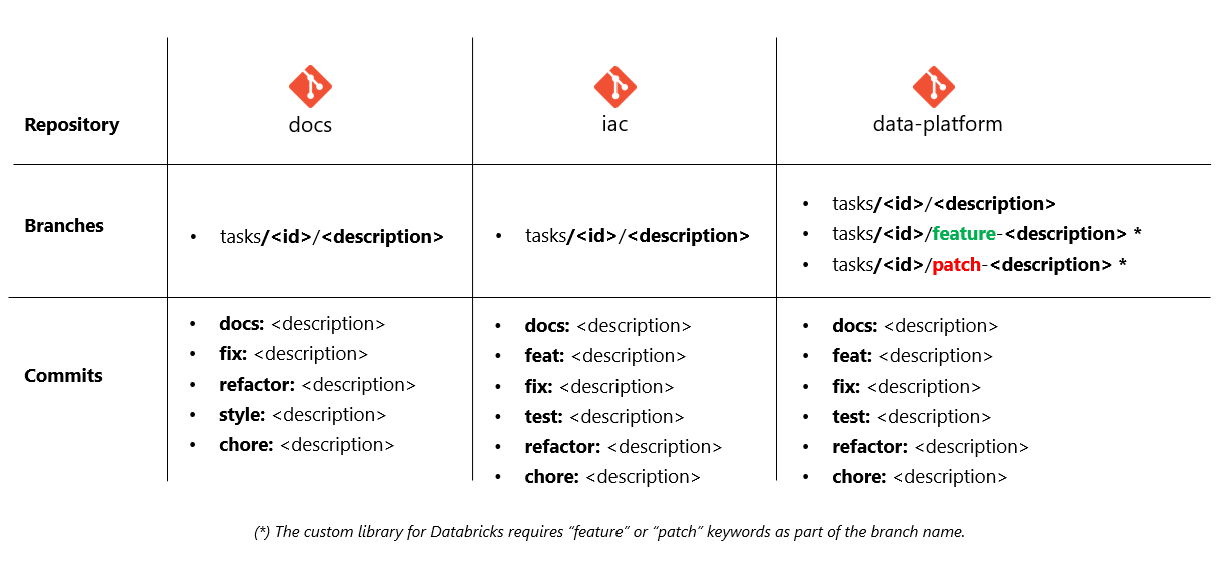 Repository
docs
iac
data-platform
Branches
• tasks/<id>/<description>
• tasks/<id>/<description>
• tasks/<id>/<description>
• tasks/<id>/feature-<description> *
• tasks/<id>/patch-<description> *
Commits
• docs: <description>
• fix: <description>
• refactor: <description>
• style: <description>
• chore: <description>
• docs: <description>
• feat: <description>
• fix: <description>
• test: <description>
• refactor: <description>
• chore: <description>
• docs: <description>
• feat: <description>
• fix: <description>
• test: <description>
• refactor: <description>
• chore: <description>
(*) The custom library for Databricks requires “feature” or “patch” keywords as part of the branch name.